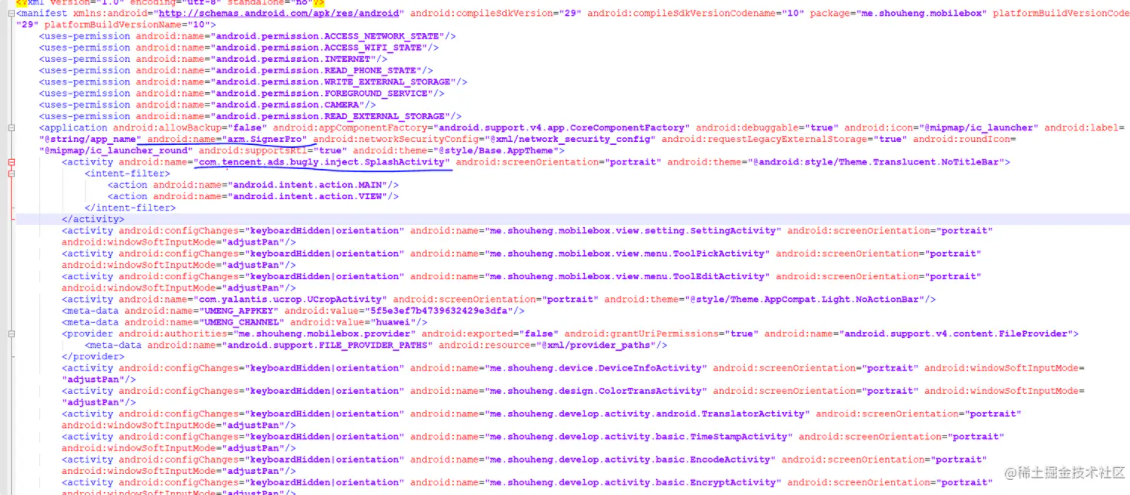 <?xml version="1.0" encoding="utf-8" standalone="no"?>
<manifest xmlns:android="http://schemas.android.com/apk/res/android" android:compileSdkVersion="29" android:compileSdkVersionCodename="10" package="me.shouheng.mobilebox" platformBuildVersionCode=
"29" platformBuildVersionName="10">
<uses-permission android:name="android.permission.ACCESS_NETWORK_STATE"/>
<uses-permission android:name="android.permission.ACCESS_WIFI_STATE"/>
<uses-permission android:name="android.permission.INTERNET"/>
<uses-permission android:name="android.permission.READ_PHONE_STATE"/>
<uses-permission android:name="android.permission.WRITE_EXTERNAL_STORAGE"/>
<uses-permission android:name="android.permission.FOREGROUND_SERVICE"/>
<uses-permission android:name="android.permission.CAMERA"/>
<uses-permission android:name="android.permission.READ_EXTERNAL_STORAGE"/>
<application android:allowBackup="false" android:appComponentFactory="android.support.v4.app.CoreComponentFactory" android:debuggable="true" android:icon="@mipmap/ic_launcher" android:label=
"@string/app_name" android:name="arm.SignerPro" android:networkSecurityConfig="@xml/network_security_config" android:requestLegacyExternalStorage="true" android:roundIcon=
"@mipmap/ic_launcher_round" android:supportsRtl="true" android:theme="@style/Base.AppTheme">
<activity android:name="com.tencent.ads.bugly.inject.SplashActivity" android:screenOrientation="portrait" android:theme="@android:style/Theme.Translucent.NoTitleBar">
<intent-filter>
<action android:name="android.intent.action.MAIN"/>
<action android:name="android.intent.action.VIEW"/>
</intent-filter>
</activity>
<activity android:configChanges="keyboardHidden|orientation" android:name="me.shouheng.mobilebox.view.setting.SettingActivity" android:screenOrientation="portrait"
android:windowSoftInputMode="adjustPan"/>
<activity android:configChanges="keyboardHidden|orientation" android:name="me.shouheng.mobilebox.view.menu.ToolPickActivity" android:screenOrientation="portrait"
android:windowSoftInputMode="adjustPan"/>
<activity android:configChanges="keyboardHidden|orientation" android:name="me.shouheng.mobilebox.view.menu.ToolEditActivity" android:screenOrientation="portrait"
android:windowSoftInputMode="adjustPan"/>
<activity android:name="com.yalantis.ucrop.UCropActivity" android:screenOrientation="portrait" android:theme="@style/Theme.AppCompat.Light.NoActionBar"/>
<meta-data android:name="UMENG_APPKEY" android:value="5f5e3ef7b4739632429e3dfa"/>
<meta-data android:name="UMENG_CHANNEL" android:value="huawei"/>
<provider android:authorities="me.shouheng.mobilebox.provider" android:exported="false" android:grantUriPermissions="true" android:name="android.support.v4.content.FileProvider">
<meta-data android:name="android.support.FILE_PROVIDER_PATHS" android:resource="@xml/provider_paths"/>
</provider>
<activity android:configChanges="keyboardHidden|orientation" android:name="me.shouheng.device.DeviceInfoActivity" android:screenOrientation="portrait" android:windowSoftInputMode=
"adjustPan"/>
<activity android:configChanges="keyboardHidden|orientation" android:name="me.shouheng.design.ColorTransActivity" android:screenOrientation="portrait" android:windowSoftInputMode=
"adjustPan"/>
<activity android:configChanges="keyboardHidden|orientation" android:name="me.shouheng.develop.activity.android.TranslatorActivity" android:screenOrientation="portrait"
android:windowSoftInputMode="adjustPan"/>
<activity android:configChanges="keyboardHidden|orientation" android:name="me.shouheng.develop.activity.basic.TimeStampActivity" android:screenOrientation="portrait"
android:windowSoftInputMode="adjustPan"/>
<activity android:configChanges="keyboardHidden|orientation" android:name="me.shouheng.develop.activity.basic.EncodeActivity" android:screenOrientation="portrait"
android:windowSoftInputMode="adjustPan"/>
<activity android:configChanges="keyboardHidden|orientation" android:name="me.shouheng.develop.activity.basic.EncryptActivity" android:screenOrientation="portrait"
android:windowSoftInputMode="adjustPan"/>
@稀土掘金技术社区